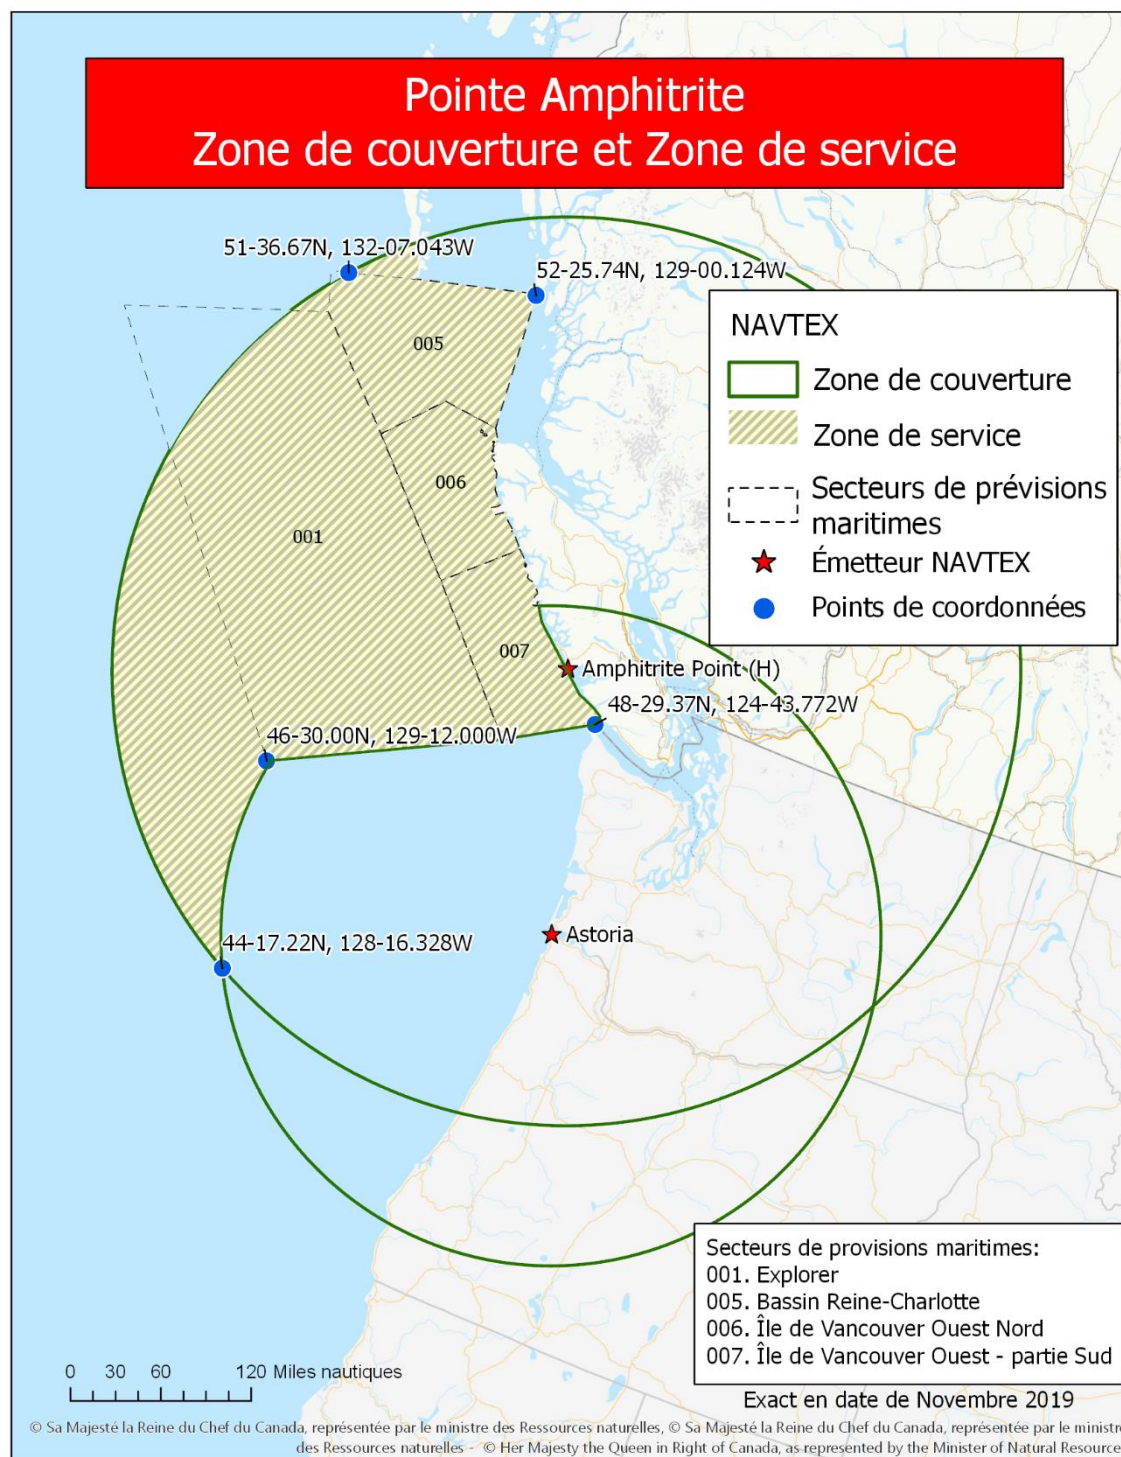 Pointe Amphitrite
Zone de couverture et Zone de service
51-36.67N, 132-07.043W
52-25.74N, 129-00.124W
NAVTEX
Zone de couverture
Zone de service
Secteurs de prévisions
maritimes
Émetteur NAVTEX
Points de coordonnées
005
006
001
007
Amphitrite Point (H)
48-29.37N, 124-43.772W
46-30.00N, 129-12.000W
44-17.22N, 128-16.328W
Astoria
Secteurs de provisions maritimes:
001. Explorer
005. Bassin Reine-Charlotte
006. Île de Vancouver Ouest Nord
007. Île de Vancouver Ouest - partie Sud
0 30 60 120 Miles nautiques
Exact en date de Novembre 2019
© Sa Majesté la Reine du Chef du Canada, représentée par le ministre des Ressources naturelles, © Sa Majesté la Reine du Chef du Canada, représentée par le ministre
des Ressources naturelles - © Her Majesty the Queen in Right of Canada, as represented by the Minister of Natural Resource